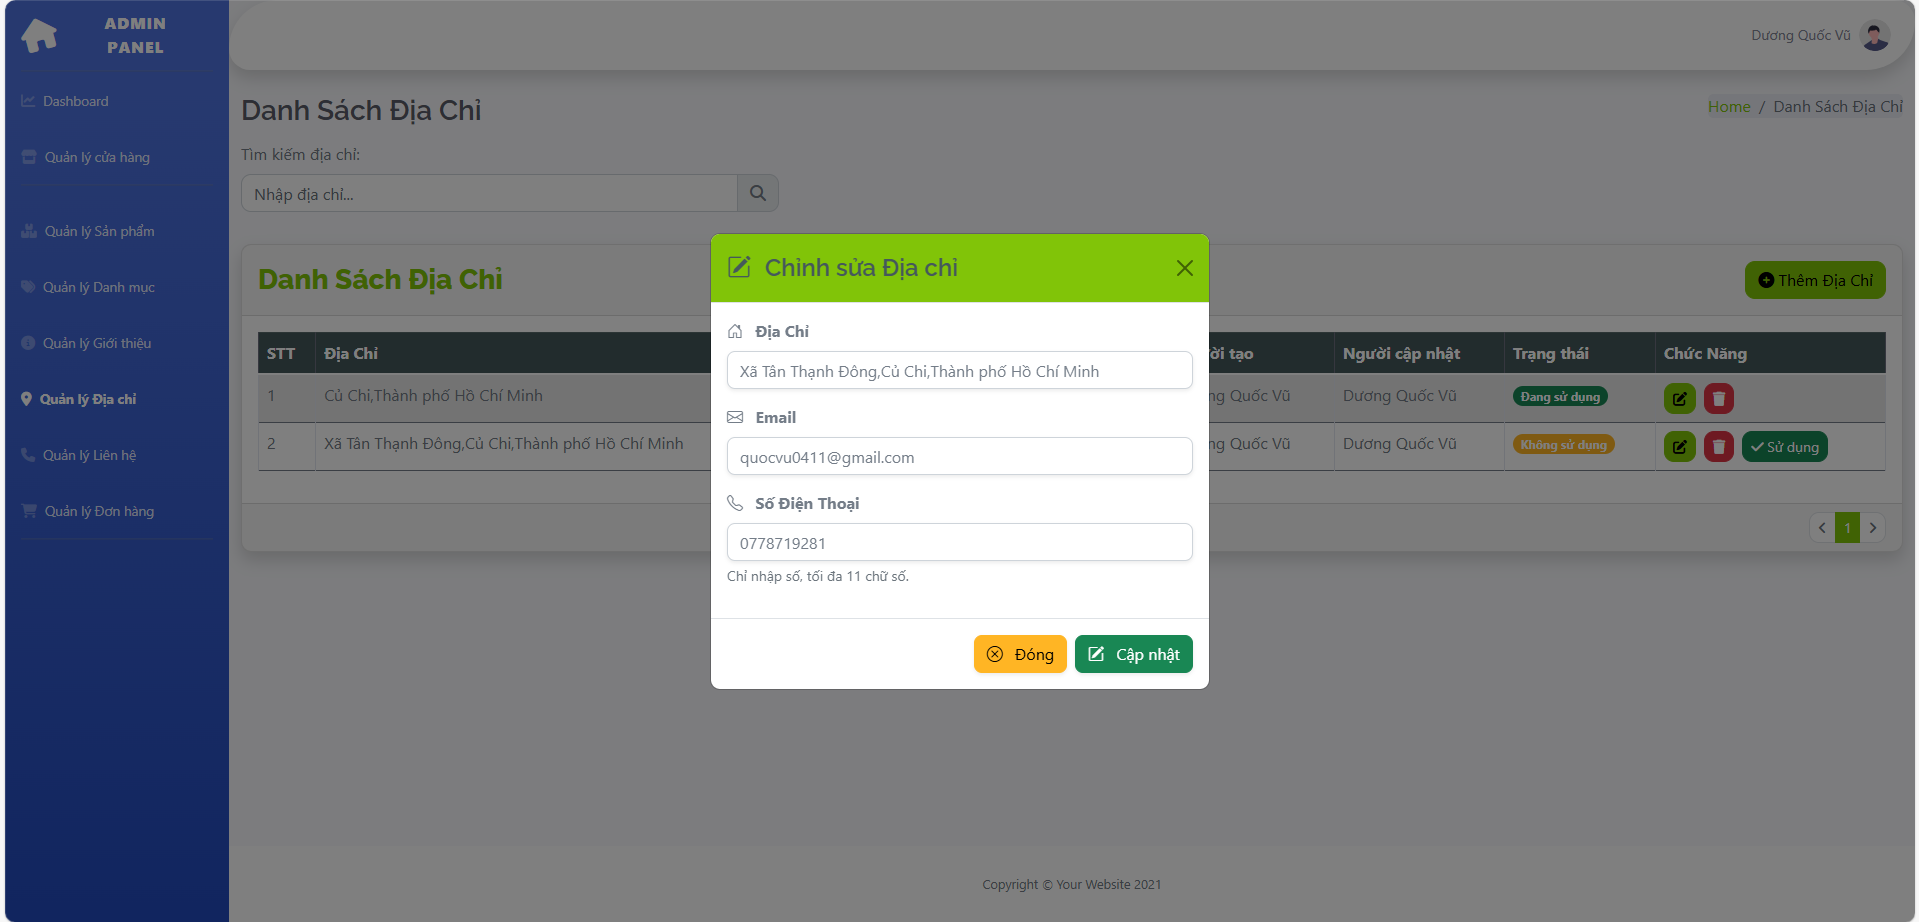 ADMIN
PANEL
Dương Quốc Vũ
Dashboard
Quản lý cửa hàng
Quản lý Sản phẩm
Quản lý Danh mục
Quản lý Giới thiệu
Quản lý Địa chỉ
Quản lý Liên hệ
Quản lý Đơn hàng
Danh Sách Địa Chỉ
Home / Danh Sách Địa Chỉ
Tìm kiếm địa chỉ:
Nhập địa chỉ...
Danh Sách Địa Chỉ
Thêm Địa Chỉ
STT Địa Chỉ ời tạo Người cập nhật Trạng thái Chức Năng
1 Củ Chi,Thành phố Hồ Chí Minh ng Quốc Vũ Dương Quốc Vũ Đang sử dụng
2 Xã Tân Thạnh Đông,Củ Chi,Thành phố Hồ Chí Minh ng Quốc Vũ Dương Quốc Vũ Không sử dụng Sử dụng
1
Chỉnh sửa Địa chỉ
Địa Chỉ
Xã Tân Thạnh Đông,Củ Chi,Thành phố Hồ Chí Minh
Email
quocvu0411@gmail.com
Số Điện Thoại
0778719281
Chỉ nhập số, tối đa 11 chữ số.
Đóng
Cập nhật
Copyright © Your Website 2021